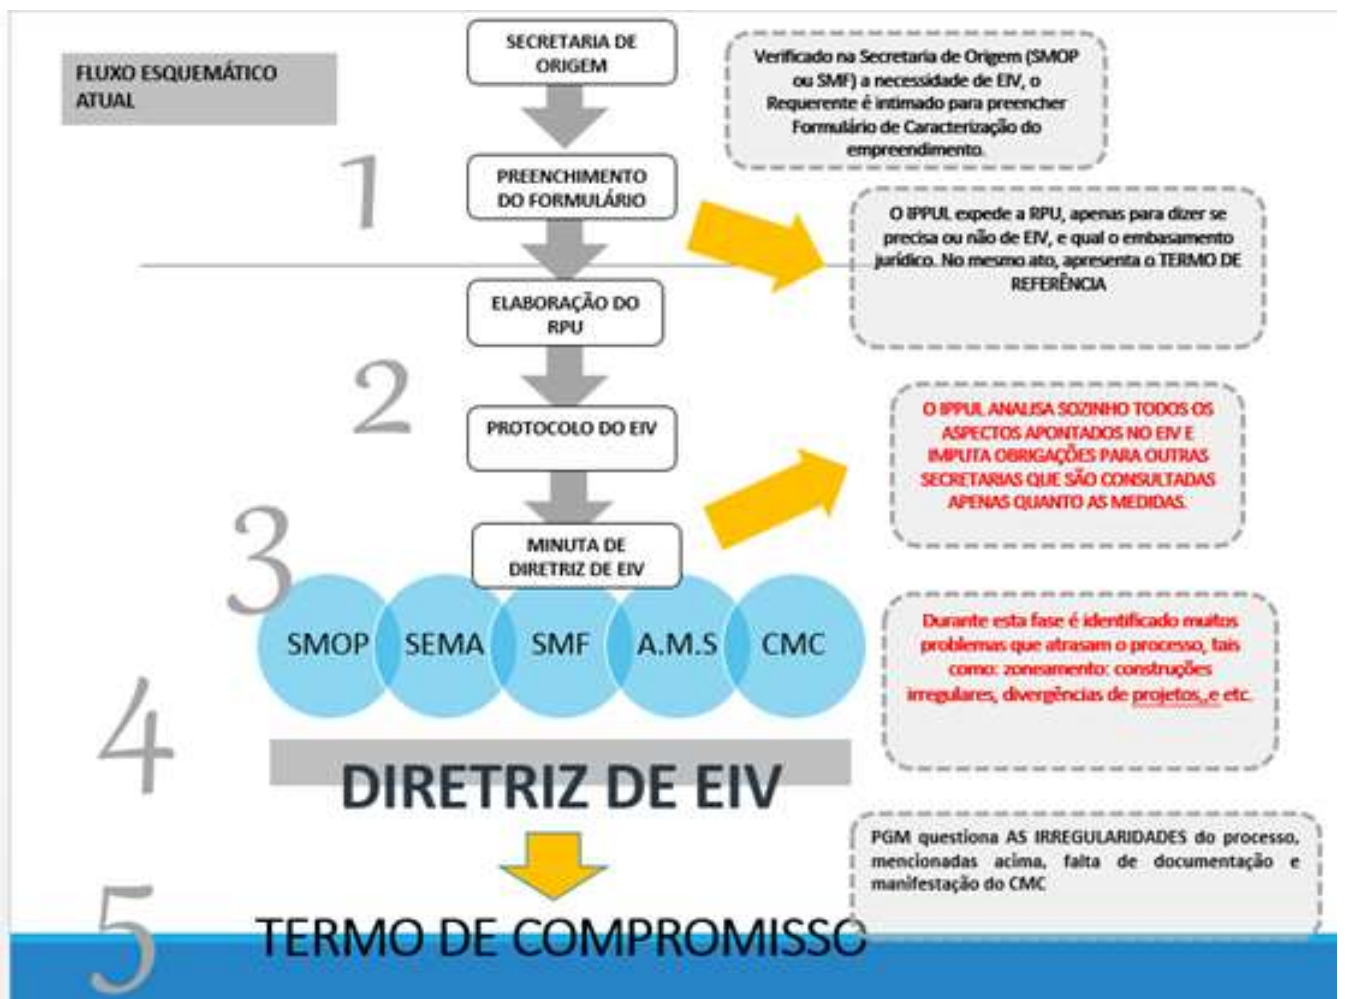 FLUXO ESQUEMÁTICO
ATUAL
SECRETARIA DE
ORIGEM
Verificado na Secretaria de Origem (SMOP
ou SMF) a necessidade de EIV, o
Requerente é intimado para preencher
Formulário de Caracterização do
empreendimento.
1
PREENCHIMENTO
DO FORMULÁRIO
O IPPUL expede a RPU, apenas para dizer se
precisa ou não de EIV, e qual o embasamento
jurídico. No mesmo ato, apresenta o TERMO DE
REFERÊNCIA
ELABORAÇÃO DO
RPU
2
PROTOCOLO DO EIV
O IPPUL ANALISA SOZINHO TODOS OS
ASPECTOS APONTADOS NO EIV E
IMPUTA OBRIGAÇÕES PARA OUTRAS
SECRETARIAS QUE SÃO CONSULTADAS
APENAS QUANTO AS MEDIDAS.
3
MINUTA DE
DIRETRIZ DE EIV
SMOP SEMA SMF A.M.S CMC
Durante esta fase é identificado muitos
problemas que atrasam o processo, tais
como: zoneamento: construções
irregulares, divergências de projetos,,e etc.
4
DIRETRIZ DE EIV
PGM questiona AS IRREGULARIDADES do processo,
mencionadas acima, falta de documentação e
manifestação do CMC
5
TERMO DE COMPROMISSO